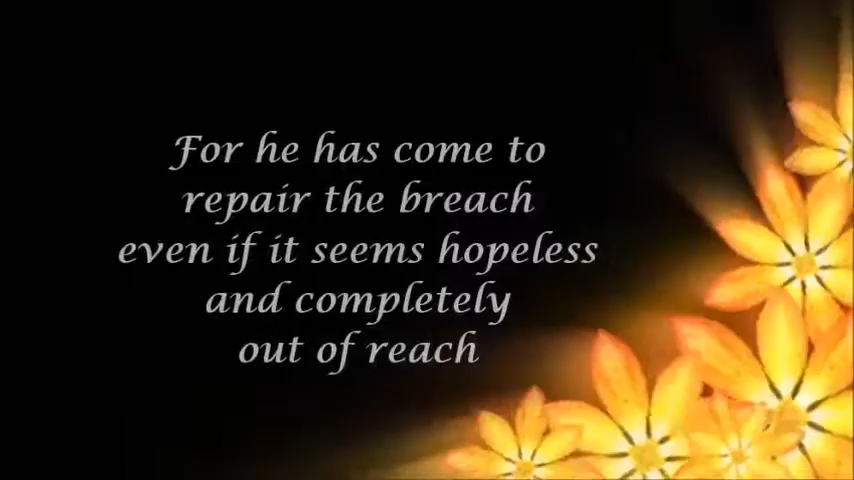 For he has come to
repair the breach
even if it seems hopeless
and completely
out of reach